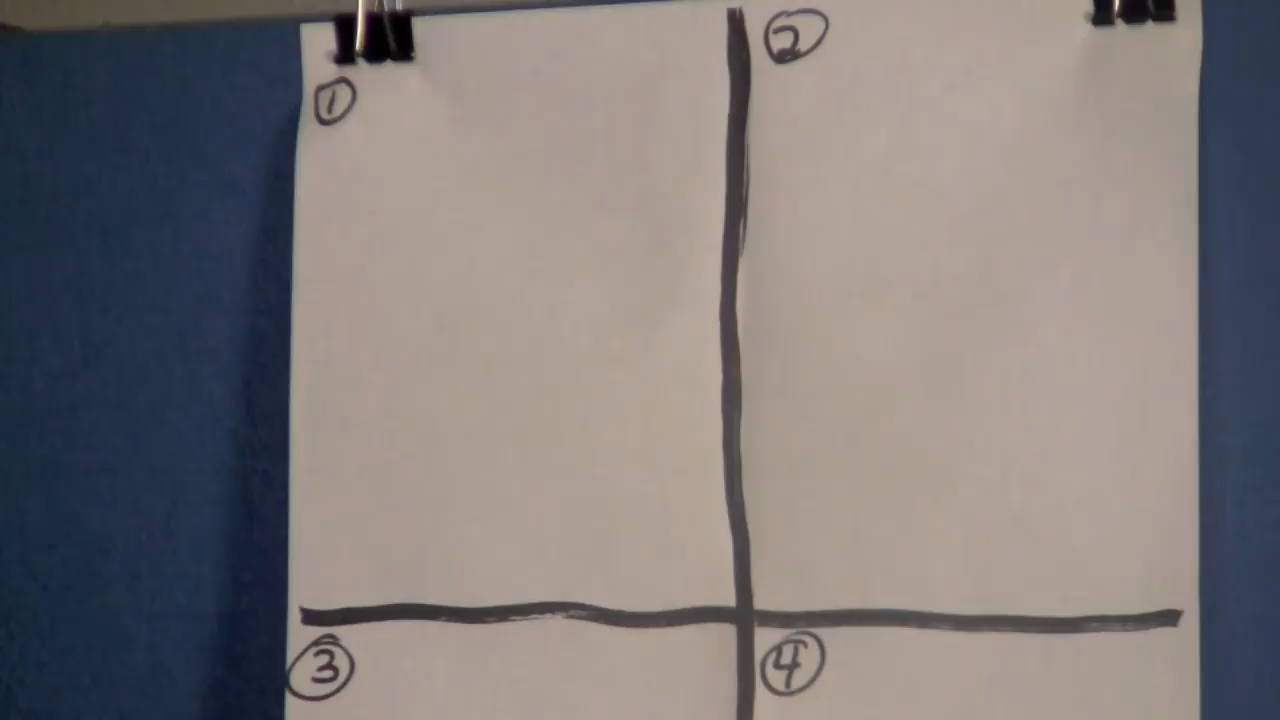 ①
②
③
④